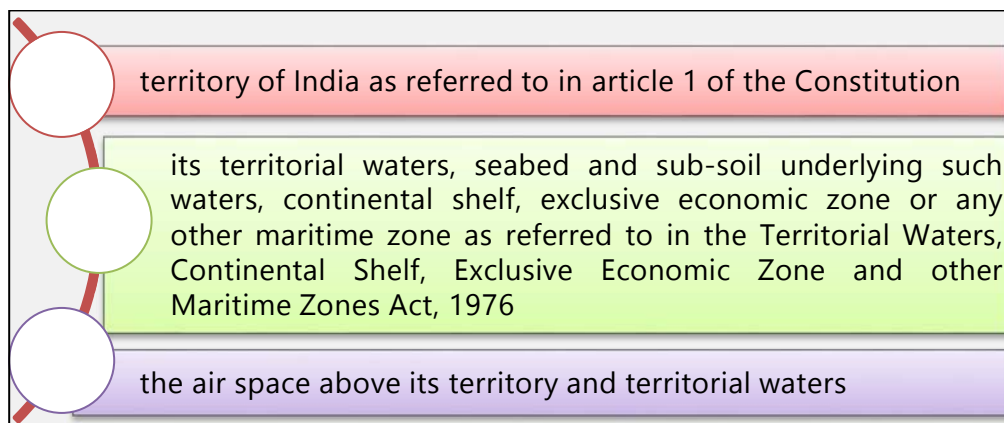 territory of India as referred to in article 1 of the Constitution
its territorial waters, seabed and sub-soil underlying such
waters, continental shelf, exclusive economic zone or any
other maritime zone as referred to in the Territorial Waters,
Continental Shelf, Exclusive Economic Zone and other
Maritime Zones Act, 1976
the air space above its territory and territorial waters